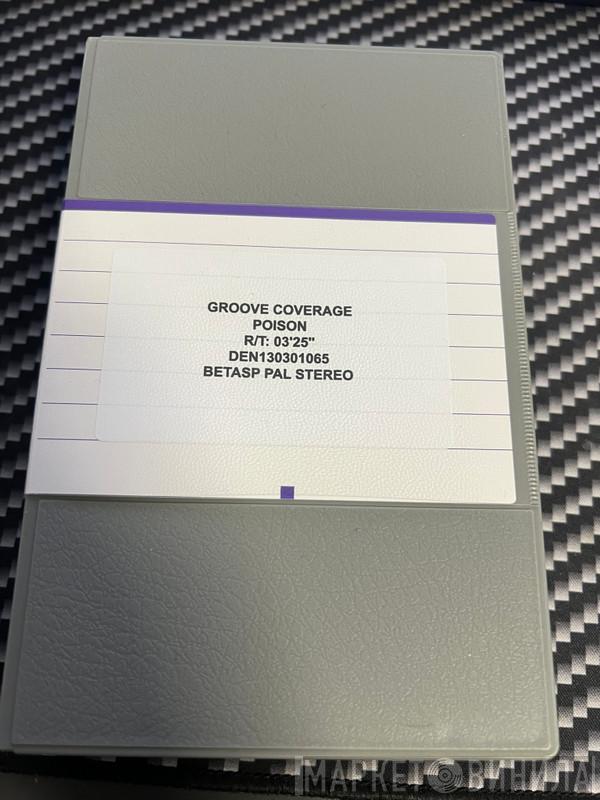 GROOVE COVERAGE
POISON
R/T: 03'25"
DEN130301065
BETASP PAL STEREO
МАРКЕТ ВИНИЛА